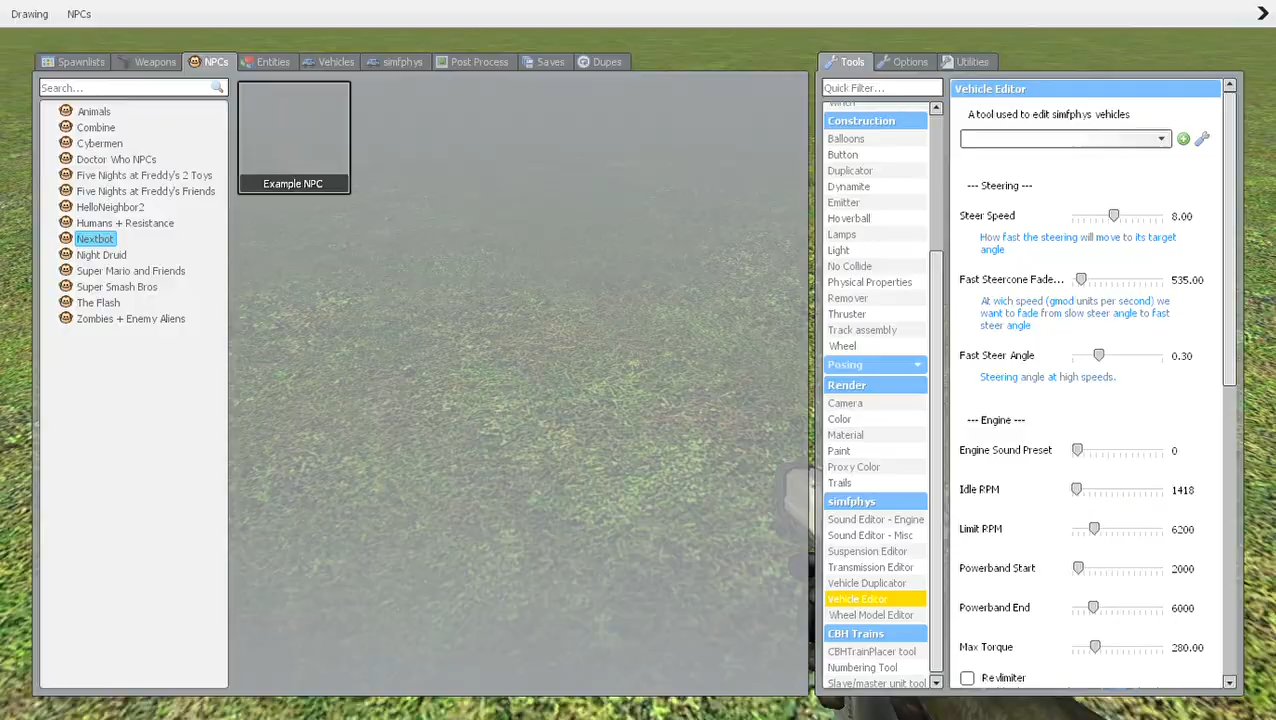 Drawing
NPCs
Spawnlists
Weapons
NPCs
Entities
Vehicles
simfphys
Post Process
Saves
Dupes
Search...
Animals
Combine
Cybermen
Doctor Who NPCs
Five Nights at Freddy's 2 Toys
Five Nights at Freddy's Friends
HelloNeighbor2
Humans + Resistance
Nextbot
Night Druid
Super Mario and Friends
Super Smash Bros
The Flash
Zombies + Enemy Aliens
Example NPC
Tools
Options
Utilities
Quick Filter...
Winch
Construction
Balloons
Button
Duplicator
Dynamite
Emitter
Hoverball
Lamps
Light
No Collide
Physical Properties
Remover
Thruster
Track assembly
Wheel
Posing
Render
Camera
Color
Material
Paint
Proxy Color
Trails
simfphys
Sound Editor - Engine
Sound Editor - Misc
Suspension Editor
Transmission Editor
Vehicle Duplicator
Vehicle Editor
Wheel Model Editor
CBH Trains
CBHTrainPlacer tool
Numbering Tool
Slave/master unit tool
Vehicle Editor
A tool used to edit simfphys vehicles
--- Steering ---
Steer Speed 8.00
How fast the steering will move to its target
angle
Fast Steercone Fade... 535.00
At wich speed (gmod units per second) we
want to fade from slow steer angle to fast
steer angle
Fast Steer Angle 0.30
Steering angle at high speeds.
--- Engine ---
Engine Sound Preset 0
Idle RPM 1418
Limit RPM 6200
Powerband Start 2000
Powerband End 6000
Max Torque 280.00
Revlimiter